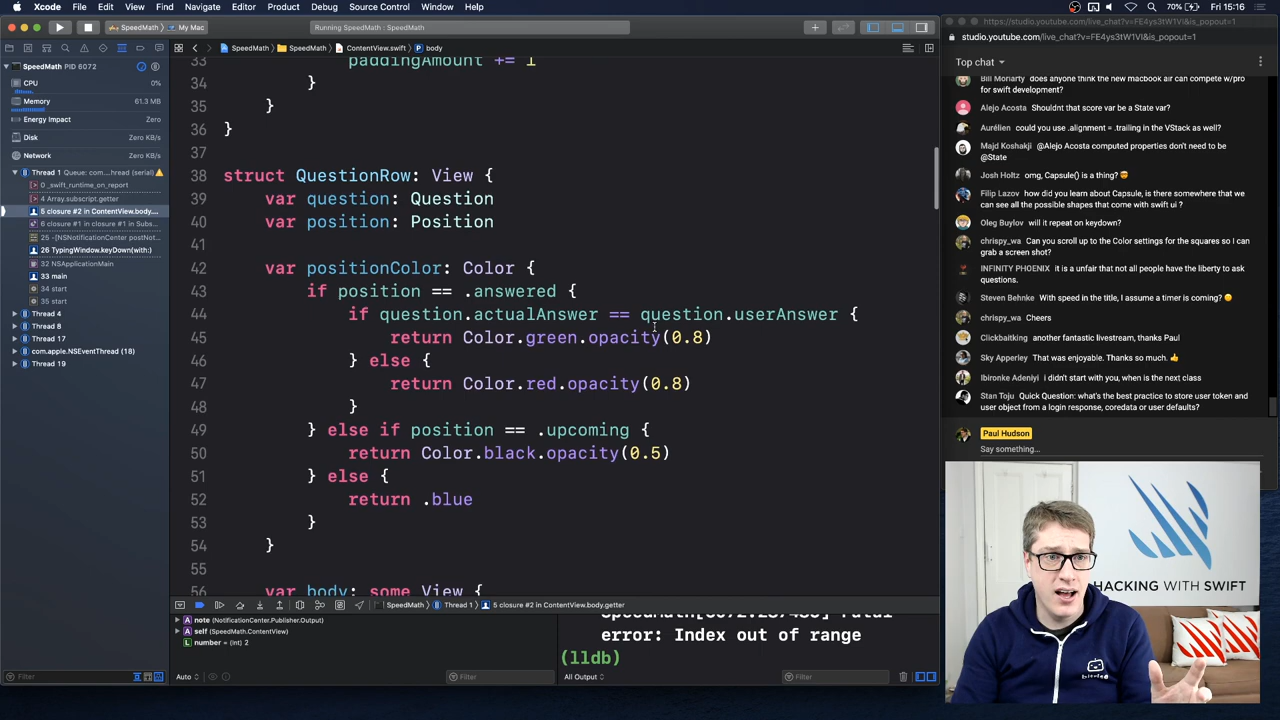 Xcode File Edit View Find Navigate Editor Product Debug Source Control Window Help
70% Fri 15:16
SpeedMath My Mac
Running SpeedMath : SpeedMath
SpeedMath SpeedMath ContentView.swift body
SpeedMath PID 6072
CPU 0%
Memory 61.3 MB
Energy Impact
Disk Zero KB/s
Network Zero KB/s
Thread 1 Queue: com....hread (serial)
0 _swift_runtime_on_report
4 Array.subscript.getter
5 closure #2 in ContentView.body....
6 closure #1 in closure #1 in Subs...
25 -[NSNotificationCenter postNot...
26 TypingWindow.keyDown(with:)
32 NSApplicationMain
33 main
34 start
35 start
Thread 4
Thread 8
com.apple.NSEventThread (18)
Thread 19
Filter
33 paddingAmount += 1
34 }
35 }
36 }
37
38 struct QuestionRow: View {
39 var question: Question
40 var position: Position
41
42 var positionColor: Color {
43 if position == .answered {
44 if question.actualAnswer == question.userAnswer {
45 return Color.green.opacity(0.8)
46 } else {
47 return Color.red.opacity(0.8)
48 }
49 } else if position == .upcoming {
50 return Color.black.opacity(0.5)
51 } else {
52 return .blue
53 }
54 }
55
56 var body: some View {
SpeedMath Thread 1 5 closure #2 in ContentView.body.getter
note (NotificationCenter.Publisher.Output)
self (SpeedMath.ContentView)
number = (Int) 2
error: Index out of range
(lldb)
Auto
Filter
All Output
Filter
https://studio.youtube.com/live_chat?v=FE4ys3tW1VI&is_popout=1
studio.youtube.com/live_chat?v=FE4ys3tW1VI&is_popout=1
Top chat
Bill Moriarty does anyone think the new macbook air can compete w/pro
for swift development?
Alejo Acosta Shouldnt that score var be a State var?
Aurélien could you use .alignment = .trailing in the VStack as well?
Majd Koshakji @Alejo Acosta computed properties don't need to be
@State
Josh Holtz omg, Capsule() is a thing? 🤯
Filip Lazov how did you learn about Capsule, is there somewhere that we
can see all the possible shapes that come with swift ui ?
Oleg Buylov will it repeat on keydown?
chrispy_wa Can you scroll up to the Color settings for the squares so I can
grab a screen shot?
INFINITY PHOENIX it is a unfair that not all people have the liberty to ask
questions.
Steven Behnke With speed in the title, I assume a timer is coming?
chrispy_wa Cheers
Clickbaitking another fantastic livestream, thanks Paul
Sky Apperley That was enjoyable. Thanks so much. 👍
Ibironke Adeniyi i didn't start with you, when is the next class
Stan Toju Quick Question: what's the best practice to store user token and
user object from a login response, coredata or user defaults?
Paul Hudson
Say something...
HACKING WITH SWIFT